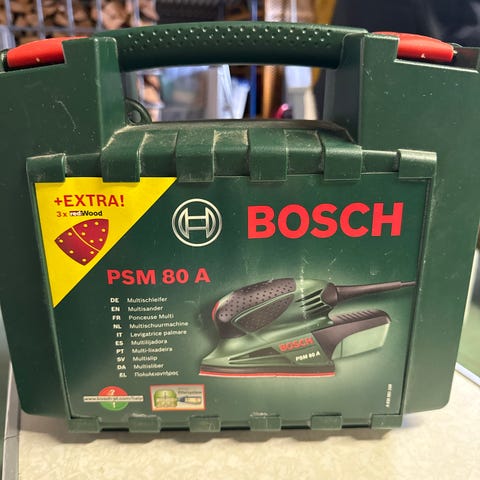 BOSCH
+EXTRA!
3 x redWood
BOSCH
PSM 80 A
DE Multischleifer
EN Multisander
FR Ponceuse Multi
NL Multischuurmachine
IT Levigatrice palmare
ES Multilijadora
PT Multi-lixadeira
SV Multislip
DA Multisliber
EL Πολυλειαντήρας
PSM 80 A